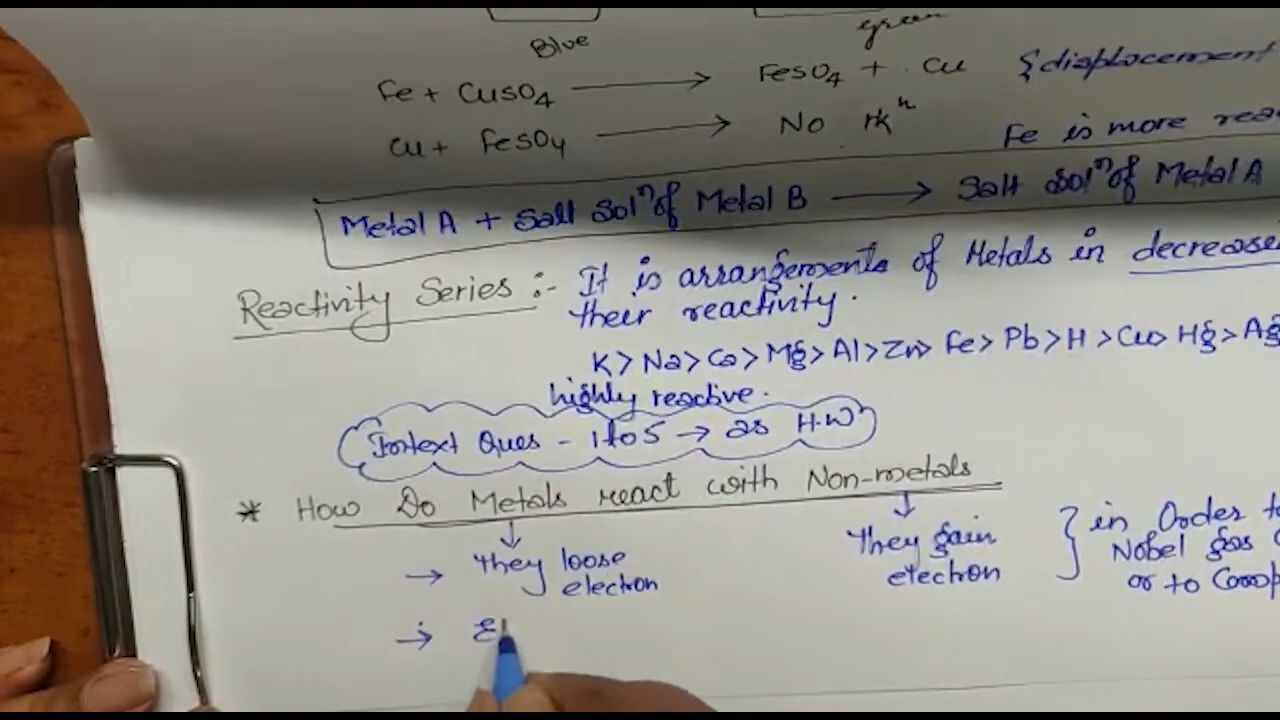 Blue
green
Fe + CuSO4 → FeSO4 + Cu {displacement
Cu + FeSO4 → No rkⁿ Fe is more rea
Metal A + Salt Solⁿ of Metal B → Salt Solⁿ of Metal A
Reactivity Series :- It is arrangements of Metals in decrease
their reactivity.
K > Na > Ca > Mg > Al > Zn > Fe > Pb > H > Cu > Hg > Ag
highly reactive.
Intext Ques - 1 to 5 → as H.W
* How Do Metals react with Non-metals
→ They loose electron
They gain electron
} in Order to
Nobel gas
or to Comp
→